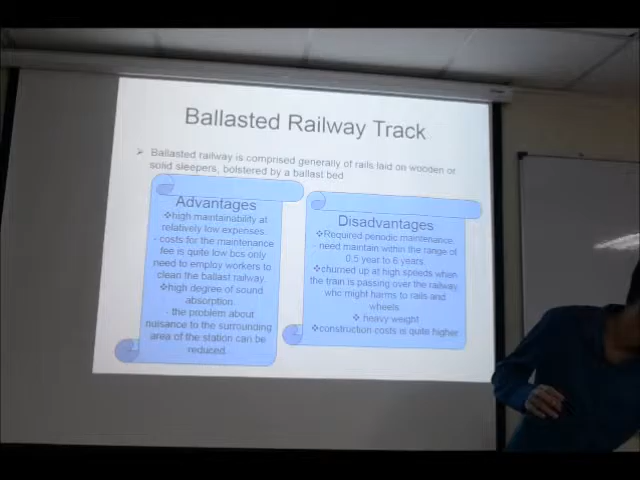 Ballasted Railway Track
➢ Ballasted railway is comprised generally of rails laid on wooden or
solid sleepers, bolstered by a ballast bed
Advantages
❖high maintainability at
relatively low expenses.
- costs for the maintenance
fee is quite low bcs only
need to employ workers to
clean the ballast railway.
❖high degree of sound
absorption.
- the problem about
nuisance to the surrounding
area of the station can be
reduced.
Disadvantages
❖Required periodic maintenance.
- need maintain within the range of
0.5 year to 6 years.
❖churned up at high speeds when
the train is passing over the railway
who might harms to rails and
wheels.
❖ heavy weight
❖construction costs is quite higher